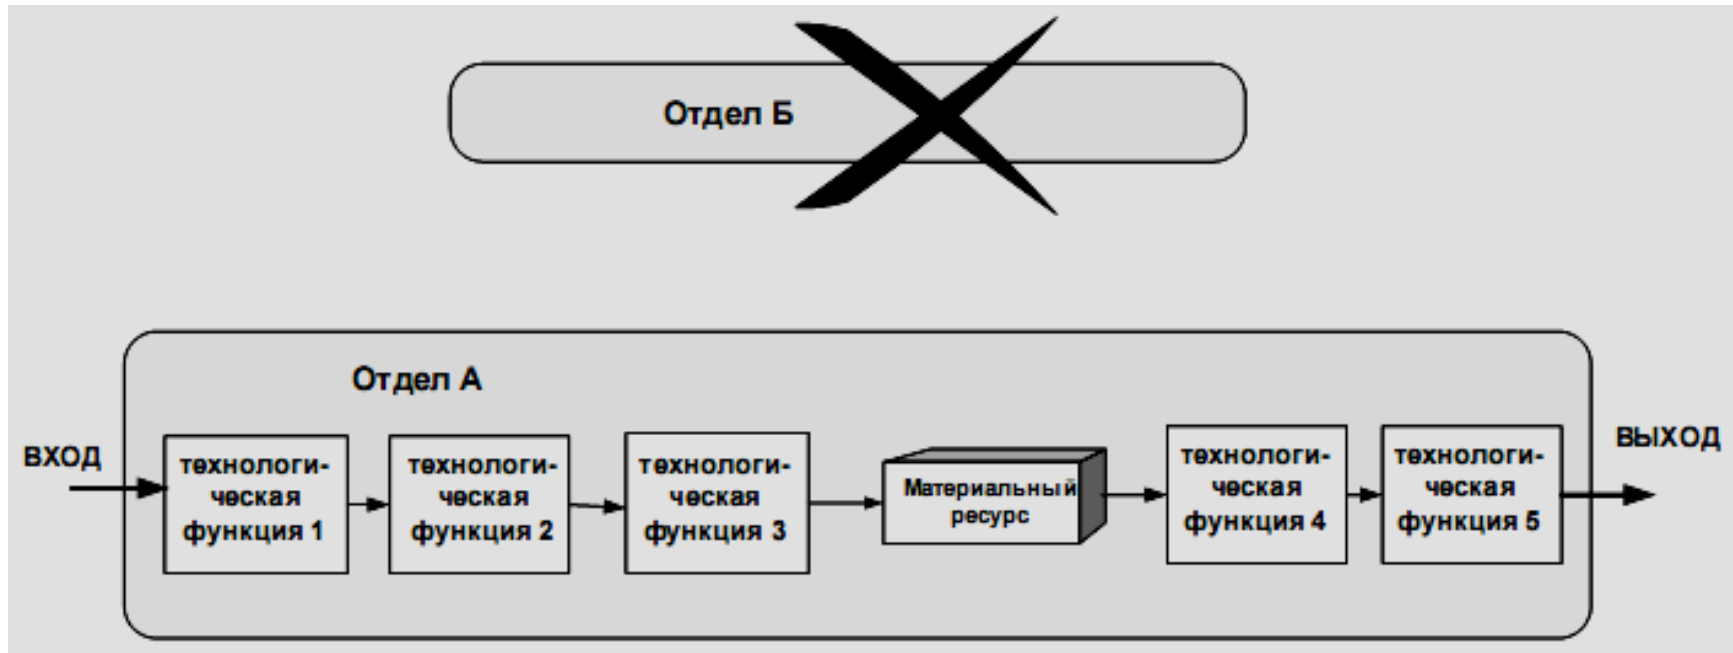 Отдел Б
Отдел А
ВХОД
технологи-
ческая
функция 1
технологи-
ческая
функция 2
технологи-
ческая
функция 3
Материальный
ресурс
технологи-
ческая
функция 4
технологи-
ческая
функция 5
ВЫХОД